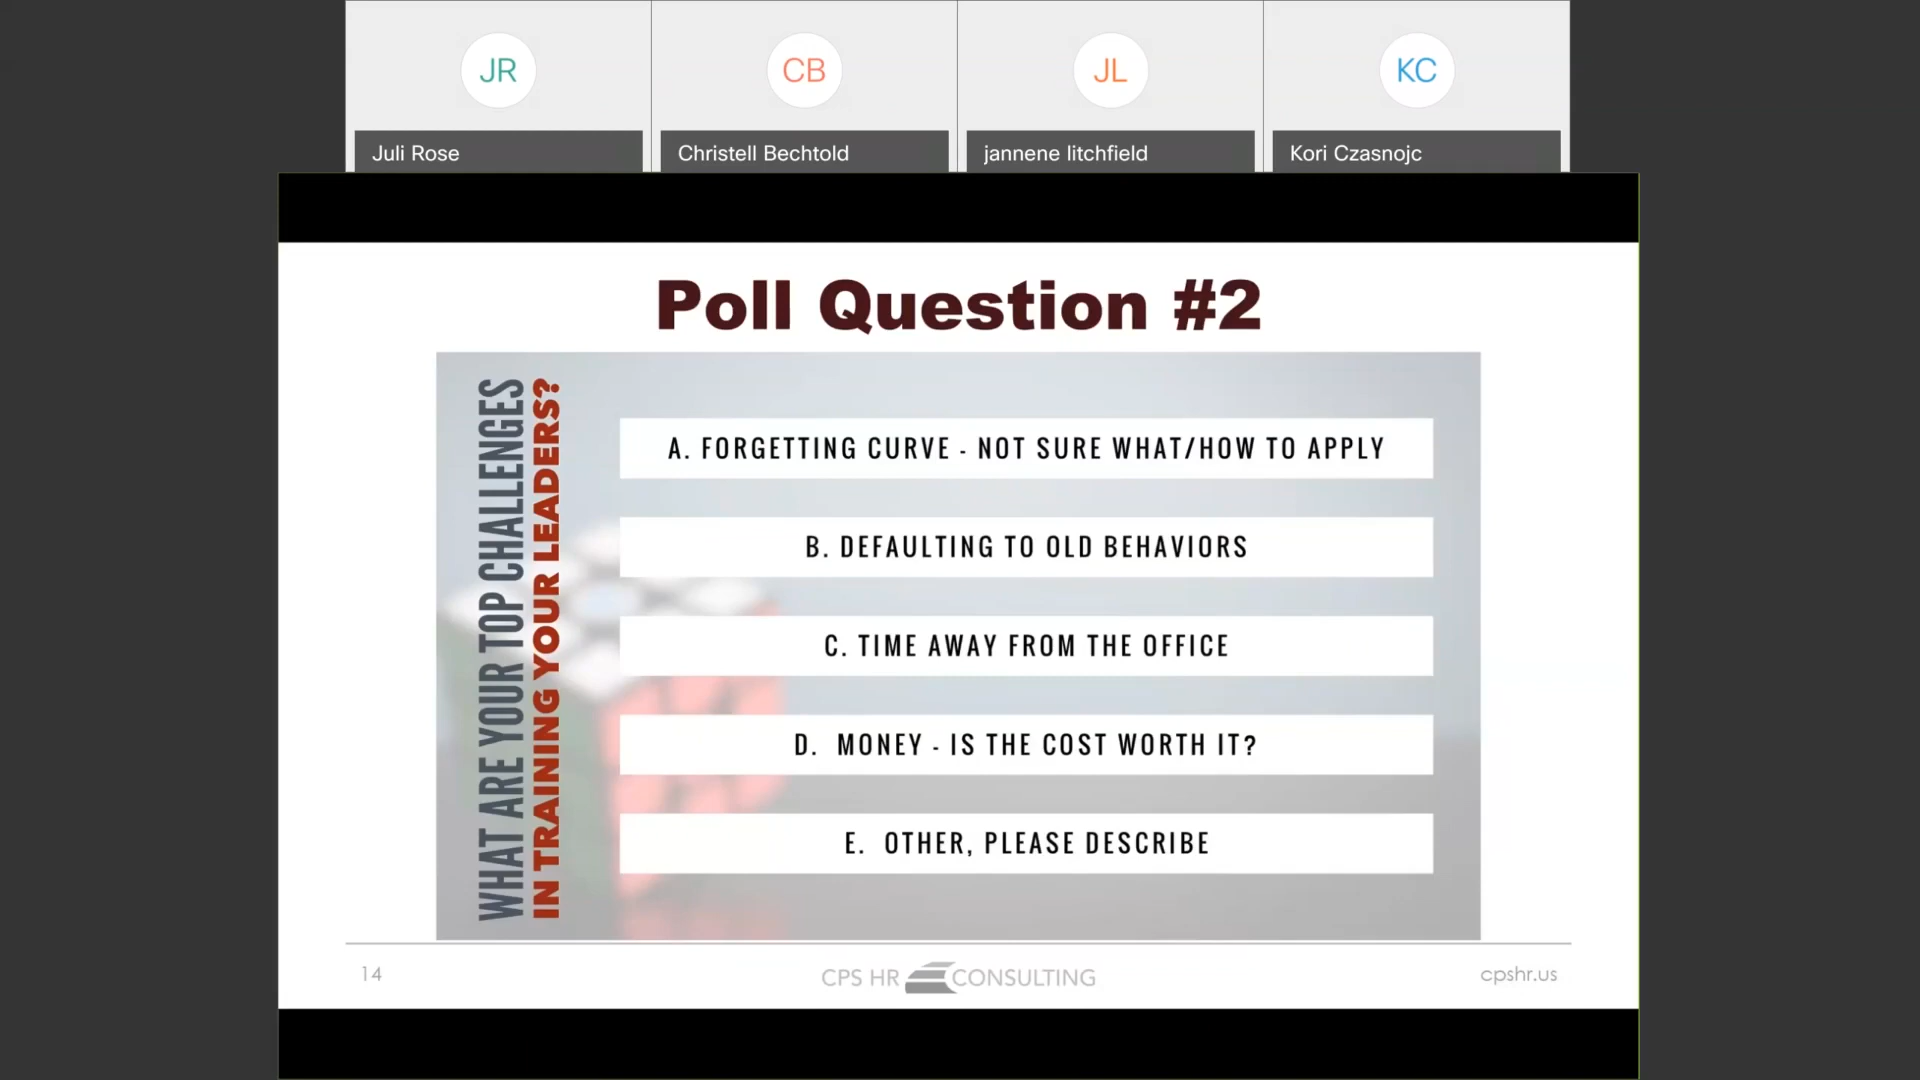 JR
CB
JL
KC
Juli Rose
Christell Bechtold
jannene litchfield
Kori Czasnojc
Poll Question #2
WHAT ARE YOUR TOP CHALLENGES
IN TRAINING YOUR LEADERS?
A. FORGETTING CURVE - NOT SURE WHAT/HOW TO APPLY
B. DEFAULTING TO OLD BEHAVIORS
C. TIME AWAY FROM THE OFFICE
D. MONEY - IS THE COST WORTH IT?
E. OTHER, PLEASE DESCRIBE
14
CPS HR CONSULTING
cpshr.us